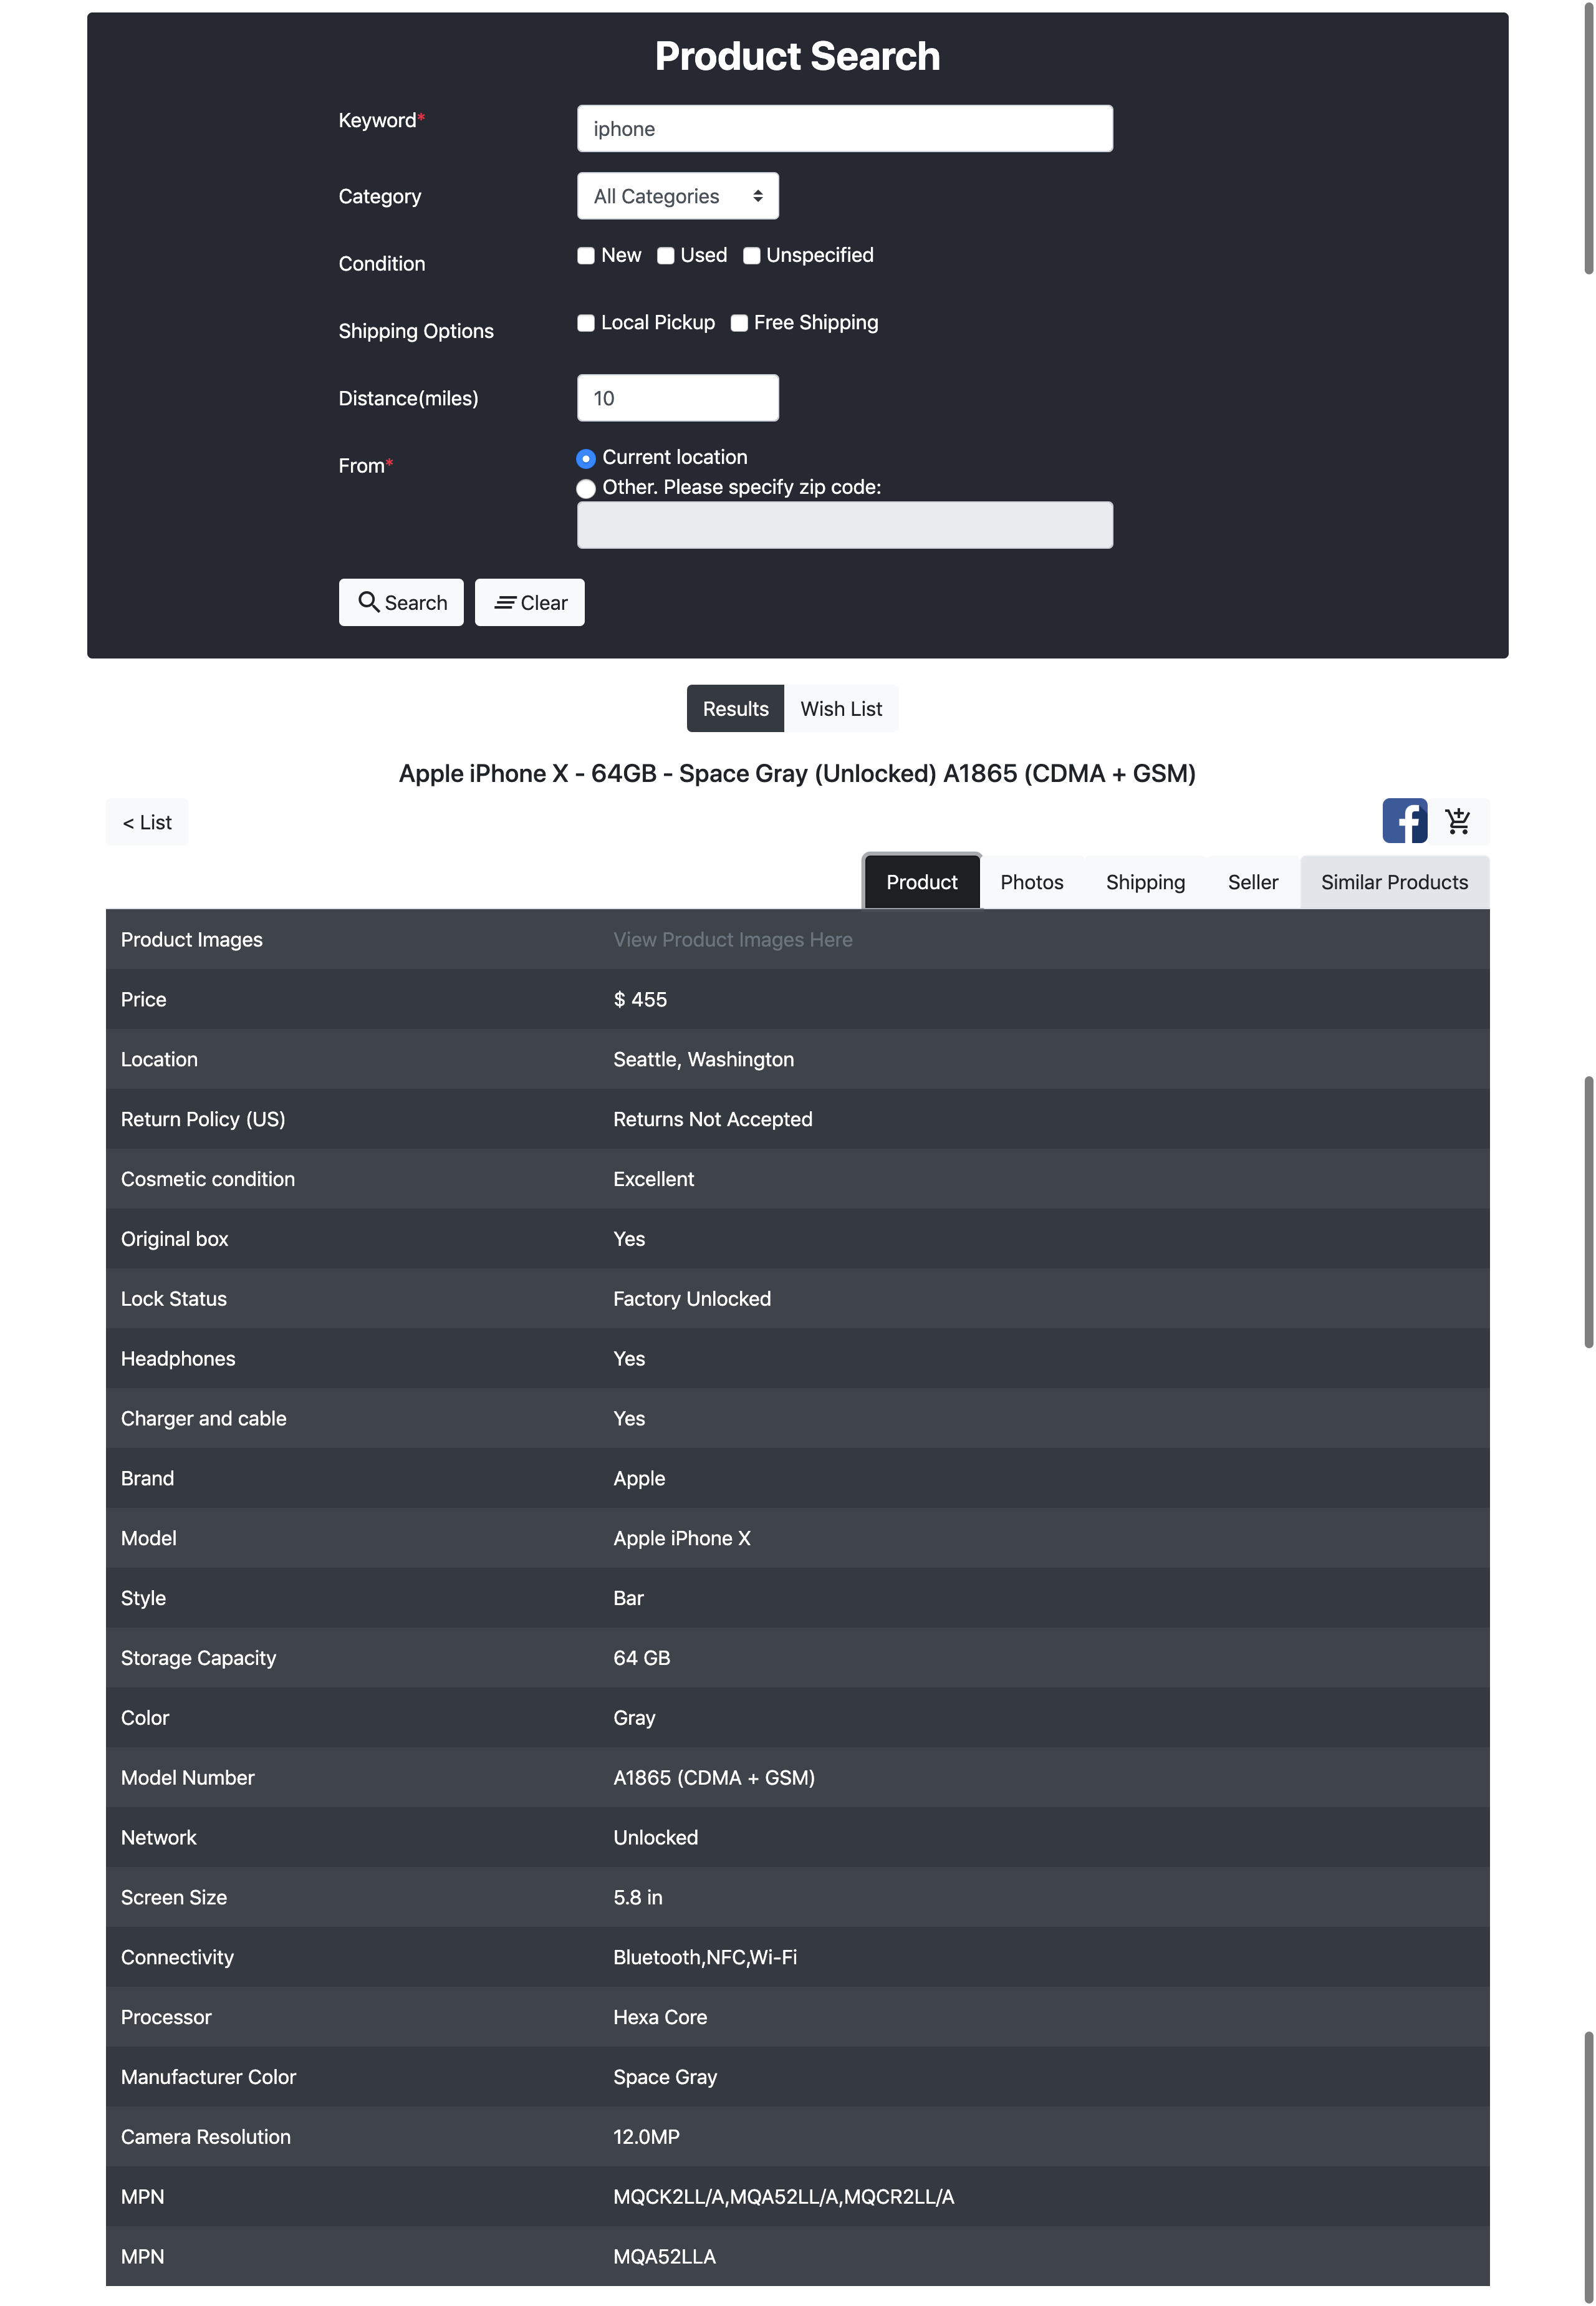 Product Search
Keyword*
iphone
Category
All Categories
Condition
New Used Unspecified
Shipping Options
Local Pickup Free Shipping
Distance(miles)
10
From*
Current location
Other. Please specify zip code:
Search Clear
Results Wish List
Apple iPhone X - 64GB - Space Gray (Unlocked) A1865 (CDMA + GSM)
< List
Product Photos Shipping Seller Similar Products
Product Images View Product Images Here
Price $ 455
Location Seattle, Washington
Return Policy (US) Returns Not Accepted
Cosmetic condition Excellent
Original box Yes
Lock Status Factory Unlocked
Headphones Yes
Charger and cable Yes
Brand Apple
Model Apple iPhone X
Style Bar
Storage Capacity 64 GB
Color Gray
Model Number A1865 (CDMA + GSM)
Network Unlocked
Screen Size 5.8 in
Connectivity Bluetooth,NFC,Wi-Fi
Processor Hexa Core
Manufacturer Color Space Gray
Camera Resolution 12.0MP
MPN MQCK2LL/A,MQA52LL/A,MQCR2LL/A
MPN MQA52LLA